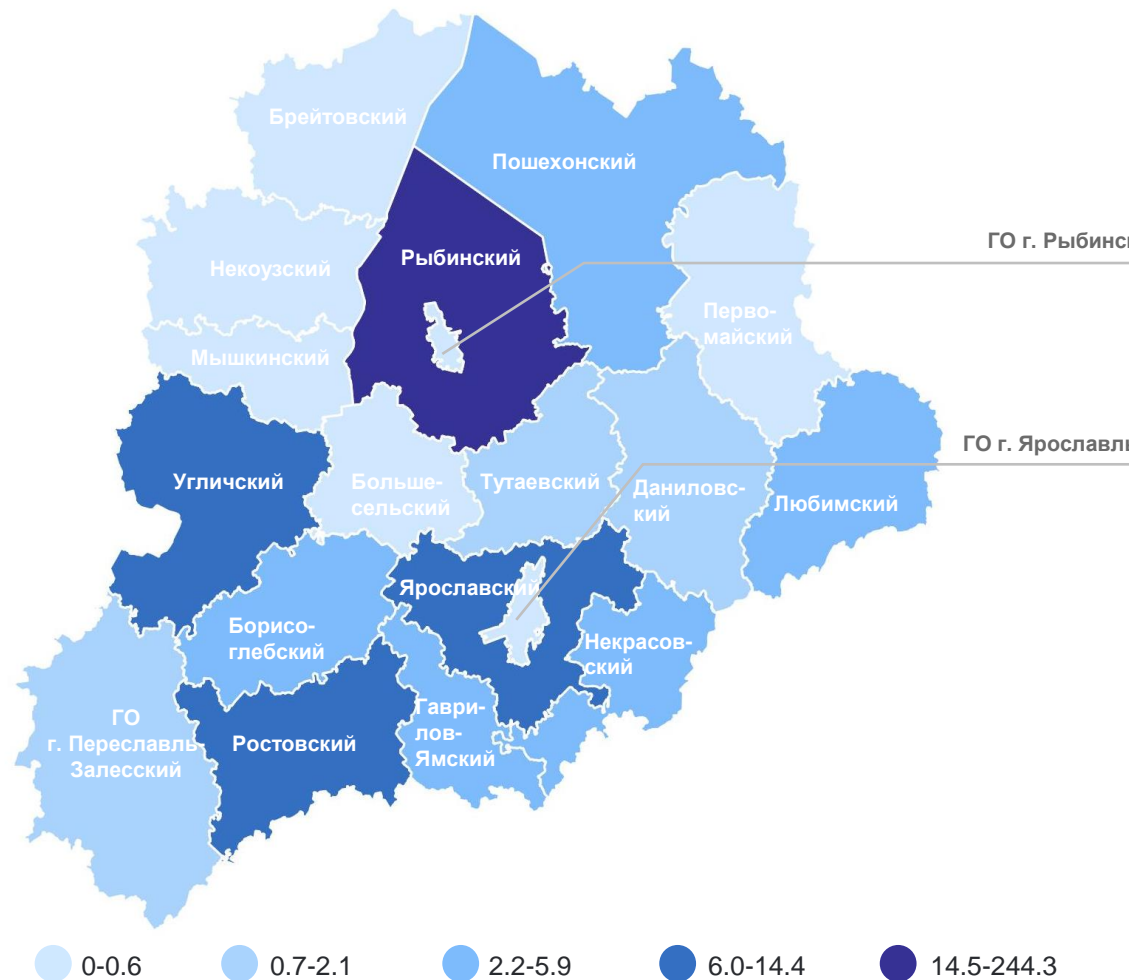 Брейтовский
Пошехонский
ГО г. Рыбинс
Рыбинский
Некоузский
Перво-
майский
Мышкинский
ГО г. Ярославл
Угличский
Больше-
сельский
Тутаевский
Даниловс-
кий
Любимский
Ярославский
Борисо-
глебский
Некрасов-
ский
Гаври-
лов-
Ямский
ГО
г. Переславль-
Залесский
Ростовский
0-0.6
0.7-2.1
2.2-5.9
6.0-14.4
14.5-244.3